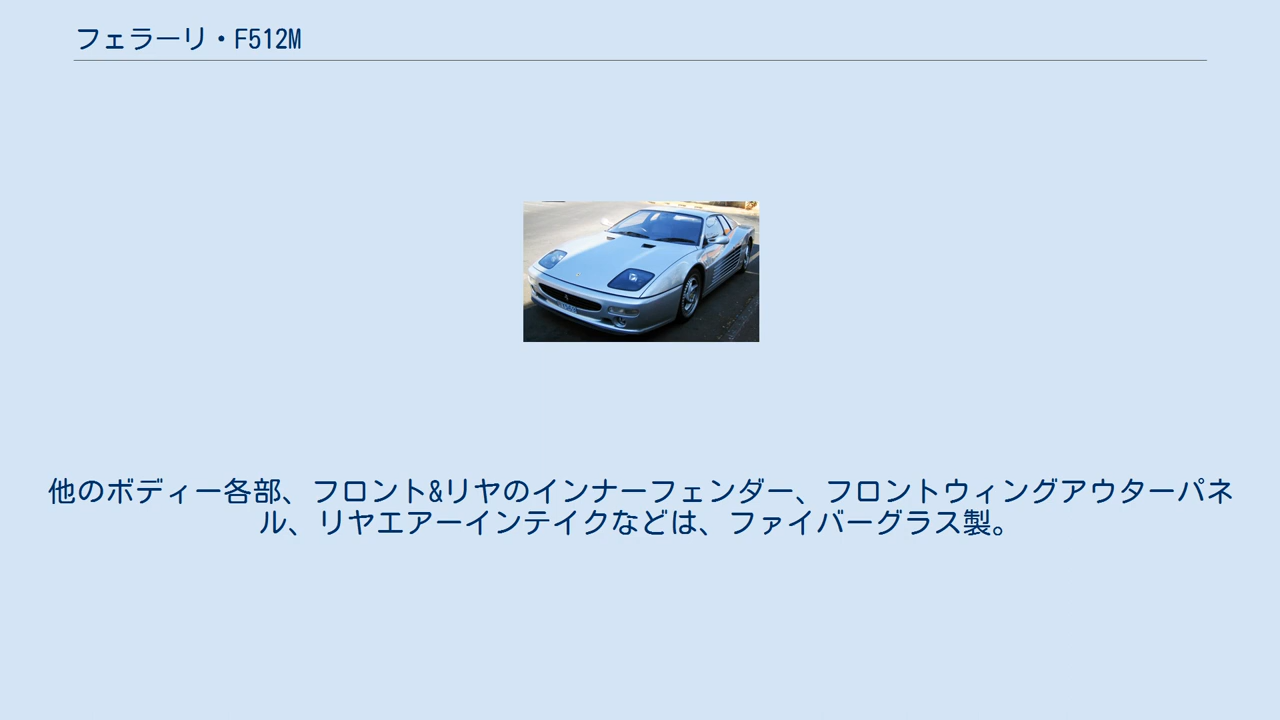 フェラーリ・F512M
他のボディー各部、フロント&リヤのインナーフェンダー、フロントウィングアウターパネ
ル、リヤエアーインテイクなどは、ファイバーグラス製。